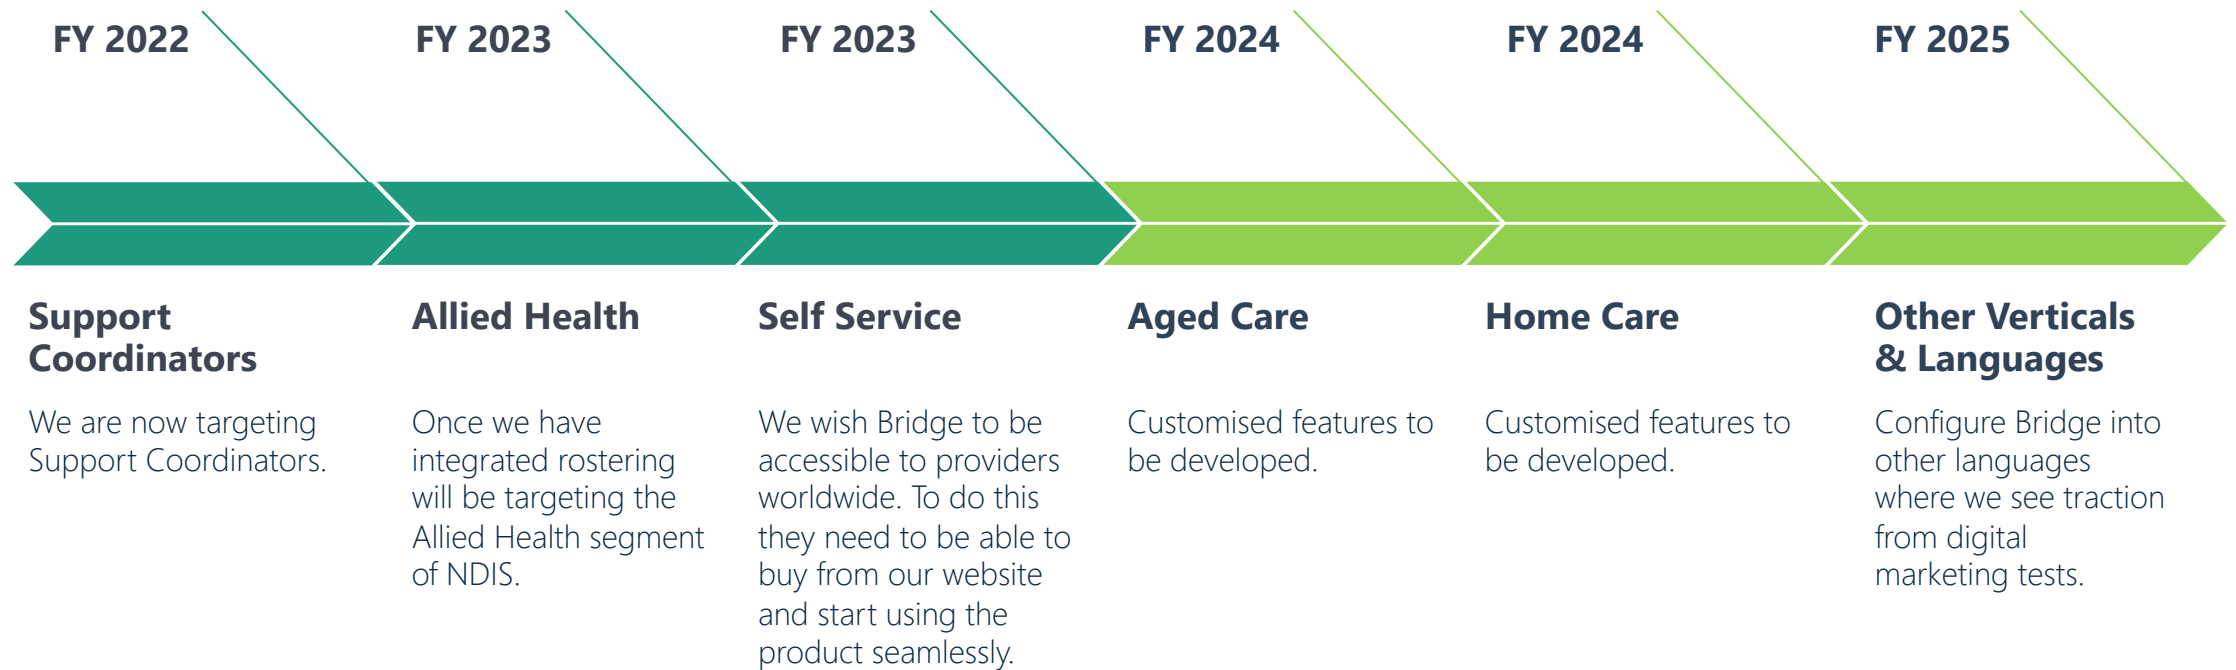 FY 2022
FY 2023
FY 2023
FY 2024
FY 2024
FY 2025
Support
Coordinators
We are now targeting
Support Coordinators.
Allied Health
Once we have
integrated rostering
will be targeting the
Allied Health segment
of NDIS.
Self Service
We wish Bridge to be
accessible to providers
worldwide. To do this
they need to be able to
buy from our website
and start using the
product seamlessly.
Aged Care
Customised features to
be developed.
Home Care
Customised features to
be developed.
Other Verticals
& Languages
Configure Bridge into
other languages
where we see traction
from digital
marketing tests.